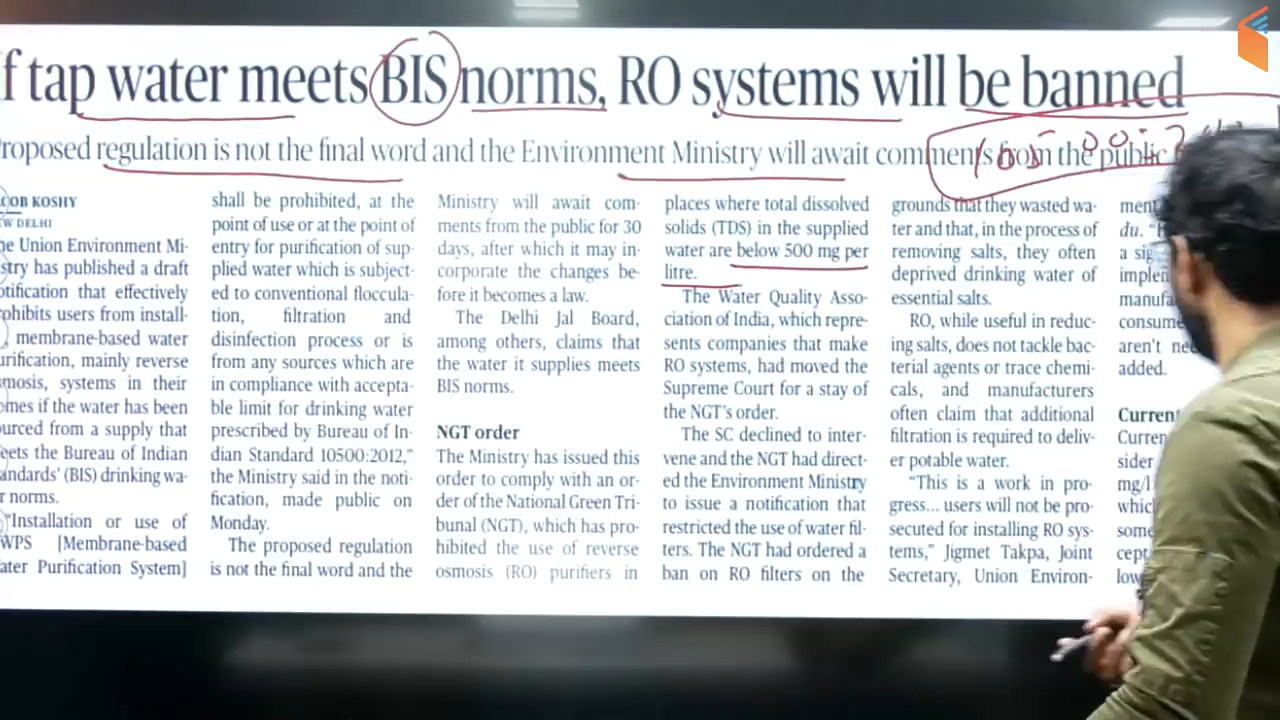 f tap water meets BIS norms, RO systems will be banned
roposed regulation is not the final word and the Environment Ministry will await comments from the public
OB KOSHY
W DELHI
he Union Environment Mi-
stry has published a draft
otification that effectively
ohibits users from install-
membrane-based water
urification, mainly reverse
mosis, systems in their
omes if the water has been
ourced from a supply that
eets the Bureau of Indian
andards' (BIS) drinking wa-
r norms.
"Installation or use of
WPS [Membrane-based
ater Purification System]
shall be prohibited, at the
point of use or at the point of
entry for purification of sup-
plied water which is subject-
ed to conventional floccula-
tion, filtration and
disinfection process or is
from any sources which are
in compliance with accepta-
ble limit for drinking water
prescribed by Bureau of In-
dian Standard 10500:2012,"
the Ministry said in the noti-
fication, made public on
Monday.
The proposed regulation
is not the final word and the
Ministry will await com-
ments from the public for 30
days, after which it may in-
corporate the changes be-
fore it becomes a law.
The Delhi Jal Board,
among others, claims that
the water it supplies meets
BIS norms.
NGT order
The Ministry has issued this
order to comply with an or-
der of the National Green Tri-
bunal (NGT), which has pro-
hibited the use of reverse
osmosis (RO) purifiers in
places where total dissolved
solids (TDS) in the supplied
water are below 500 mg per
litre.
The Water Quality Asso-
ciation of India, which repre-
sents companies that make
RO systems, had moved the
Supreme Court for a stay of
the NGT's order.
The SC declined to inter-
vene and the NGT had direct-
ed the Environment Ministry
to issue a notification that
restricted the use of water fil-
ters. The NGT had ordered a
ban on RO filters on the
grounds that they wasted wa-
ter and that, in the process of
removing salts, they often
deprived drinking water of
essential salts.
RO, while useful in reduc-
ing salts, does not tackle bac-
terial agents or trace chemi-
cals, and manufacturers
often claim that additional
filtration is required to deliv-
er potable water.
"This is a work in pro-
gress... users will not be pro-
secuted for installing RO sys-
tems," Jigmet Takpa, Joint
Secretary, Union Environ-
ment
du.
a sig
implem
manufa
consume
aren't nee
added.
Current
Curren
sider
mg/l
which
some
cept
low